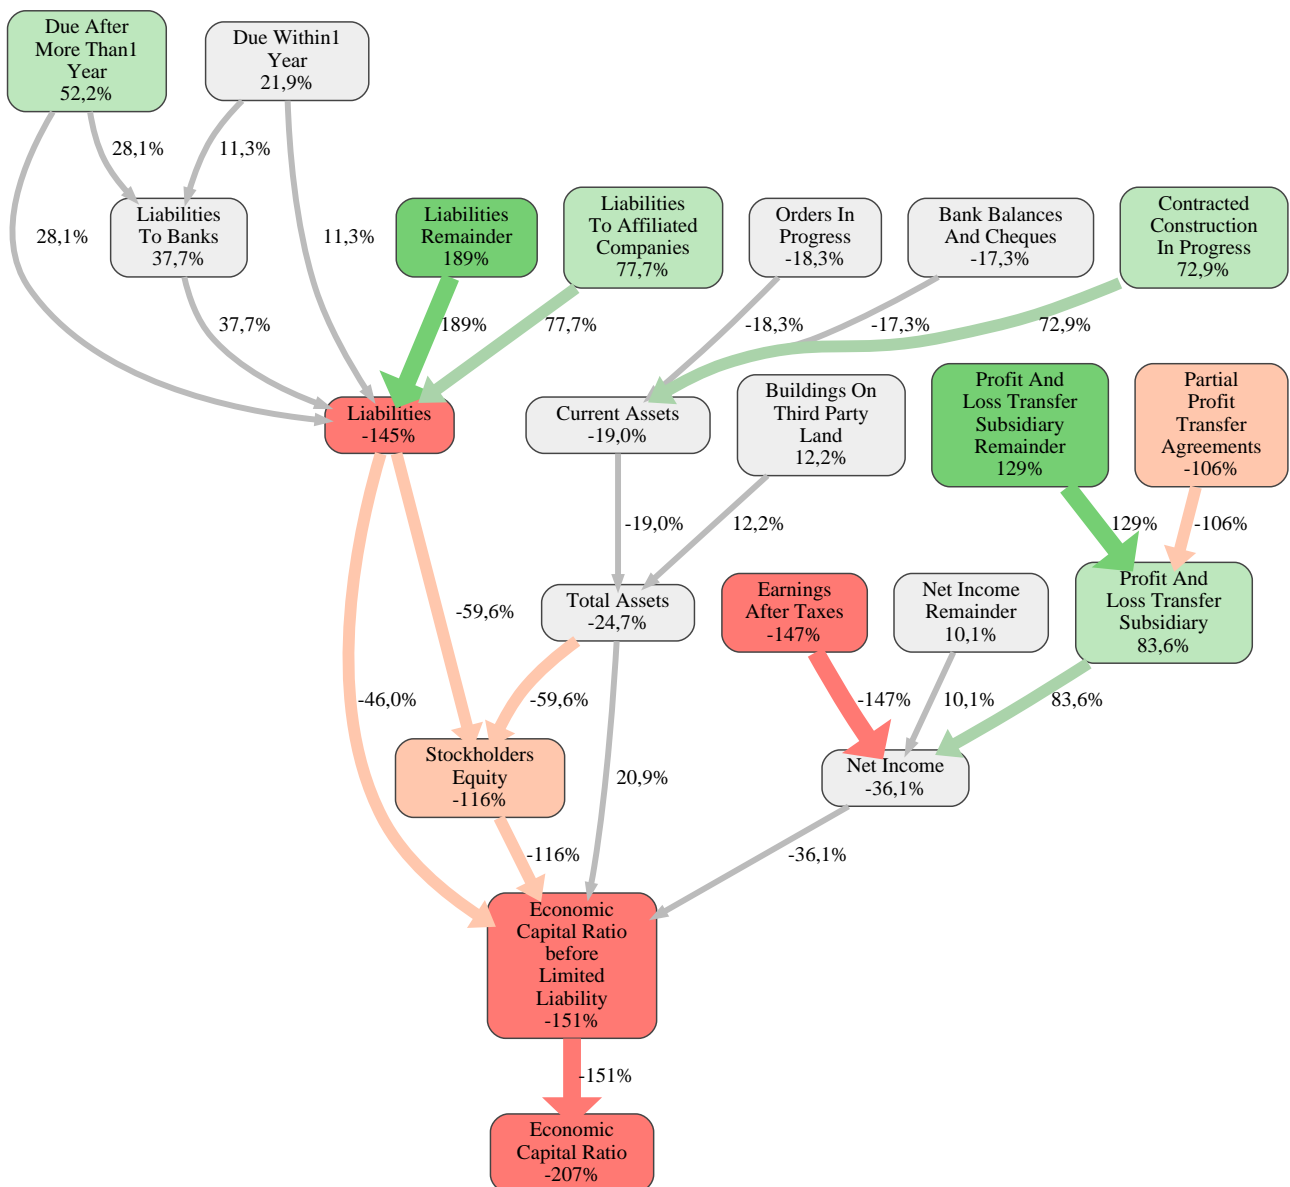 Due After
More Than1
Year
52,2%
Due Within1
Year
21,9%
28,1%
11,3%
Liabilities
To Banks
37,7%
Liabilities
Remainder
189%
Liabilities
To Affiliated
Companies
77,7%
Orders In
Progress
-18,3%
Bank Balances
And Cheques
-17,3%
Contracted
Construction
In Progress
72,9%
28,1%
11,3%
37,7%
189%
77,7%
-18,3%
-17,3%
72,9%
Liabilities
-145%
Current Assets
-19,0%
Buildings On
Third Party
Land
12,2%
Profit And
Loss Transfer
Subsidiary
Remainder
129%
Partial
Profit
Transfer
Agreements
-106%
-19,0%
12,2%
129%
-106%
-59,6%
Total Assets
-24,7%
Earnings
After Taxes
-147%
Net Income
Remainder
10,1%
Profit And
Loss Transfer
Subsidiary
83,6%
-46,0%
-59,6%
-147%
10,1%
83,6%
Stockholders
Equity
-116%
20,9%
Net Income
-36,1%
-116%
-36,1%
Economic
Capital Ratio
before
Limited
Liability
-151%
-151%
Economic
Capital Ratio
-207%